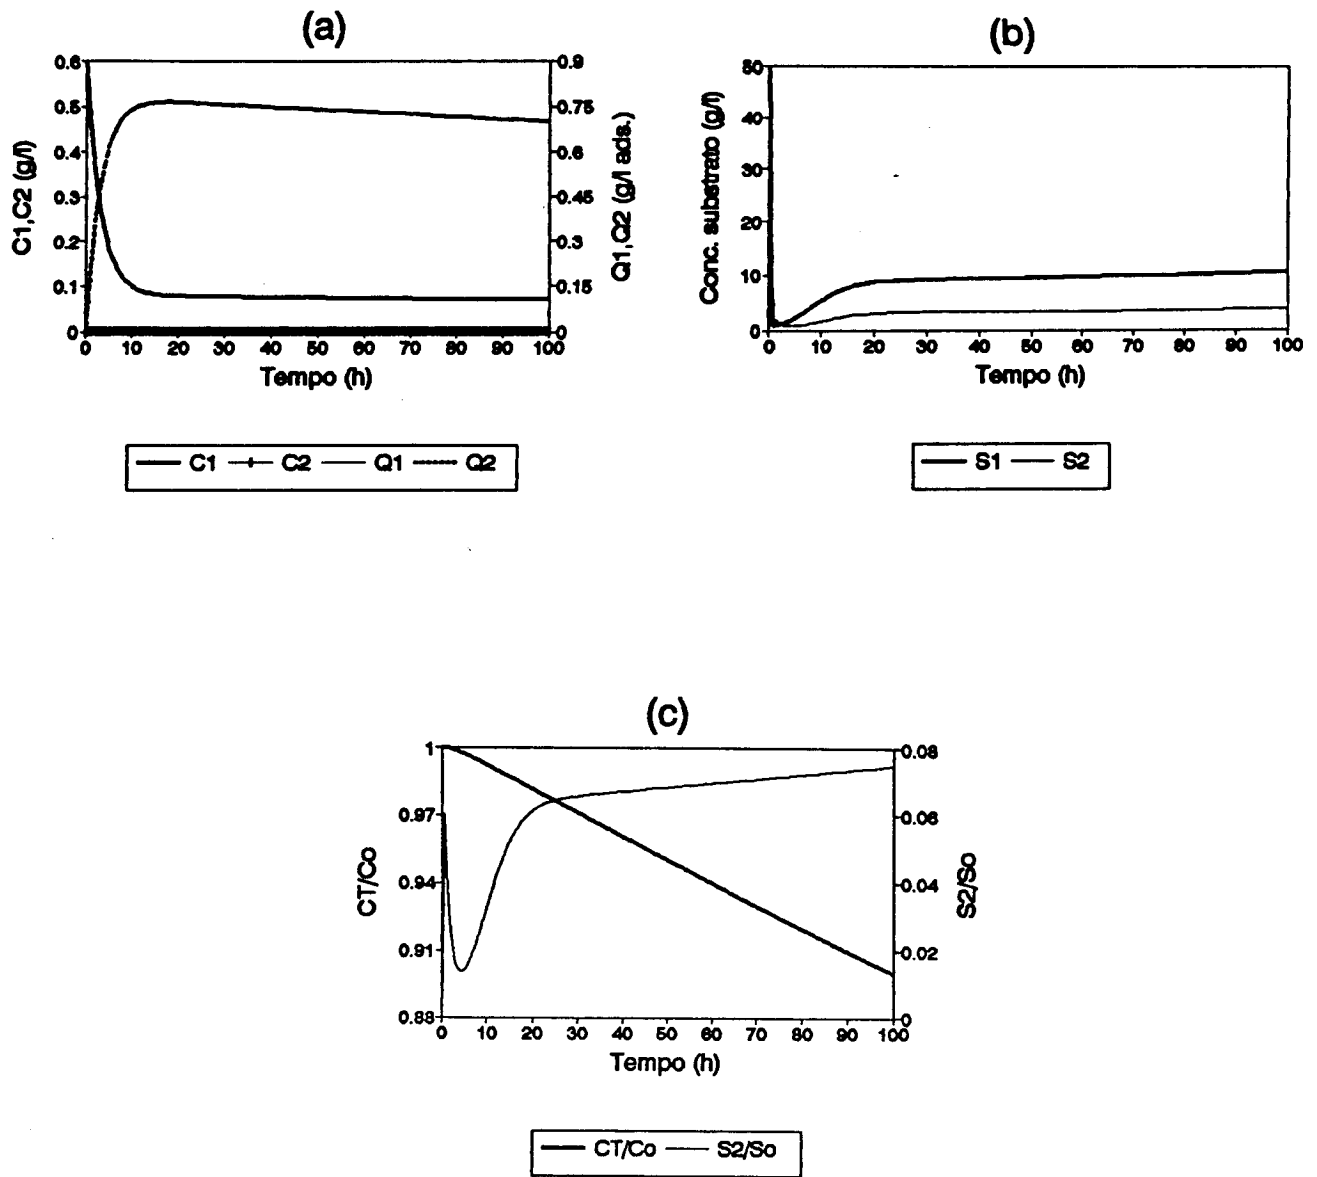 (a)
0.6
0.5
0.4
0.3
0.2
0.1
0
C1,C2 (g/l)
0.9
0.75
0.6
0.45
0.3
0.15
0
Q1,Q2 (g/l ads.)
0 10 20 30 40 50 60 70 80 90 100
Tempo (h)
C1 C2 Q1 Q2
(b)
50
40
30
20
10
0
Conc. substrato (g/l)
0 10 20 30 40 50 60 70 80 90 100
Tempo (h)
S1 S2
(c)
1
0.97
0.94
0.91
0.88
CT/Co
0.08
0.06
0.04
0.02
0
S2/So
0 10 20 30 40 50 60 70 80 90 100
Tempo (h)
CT/Co S2/So